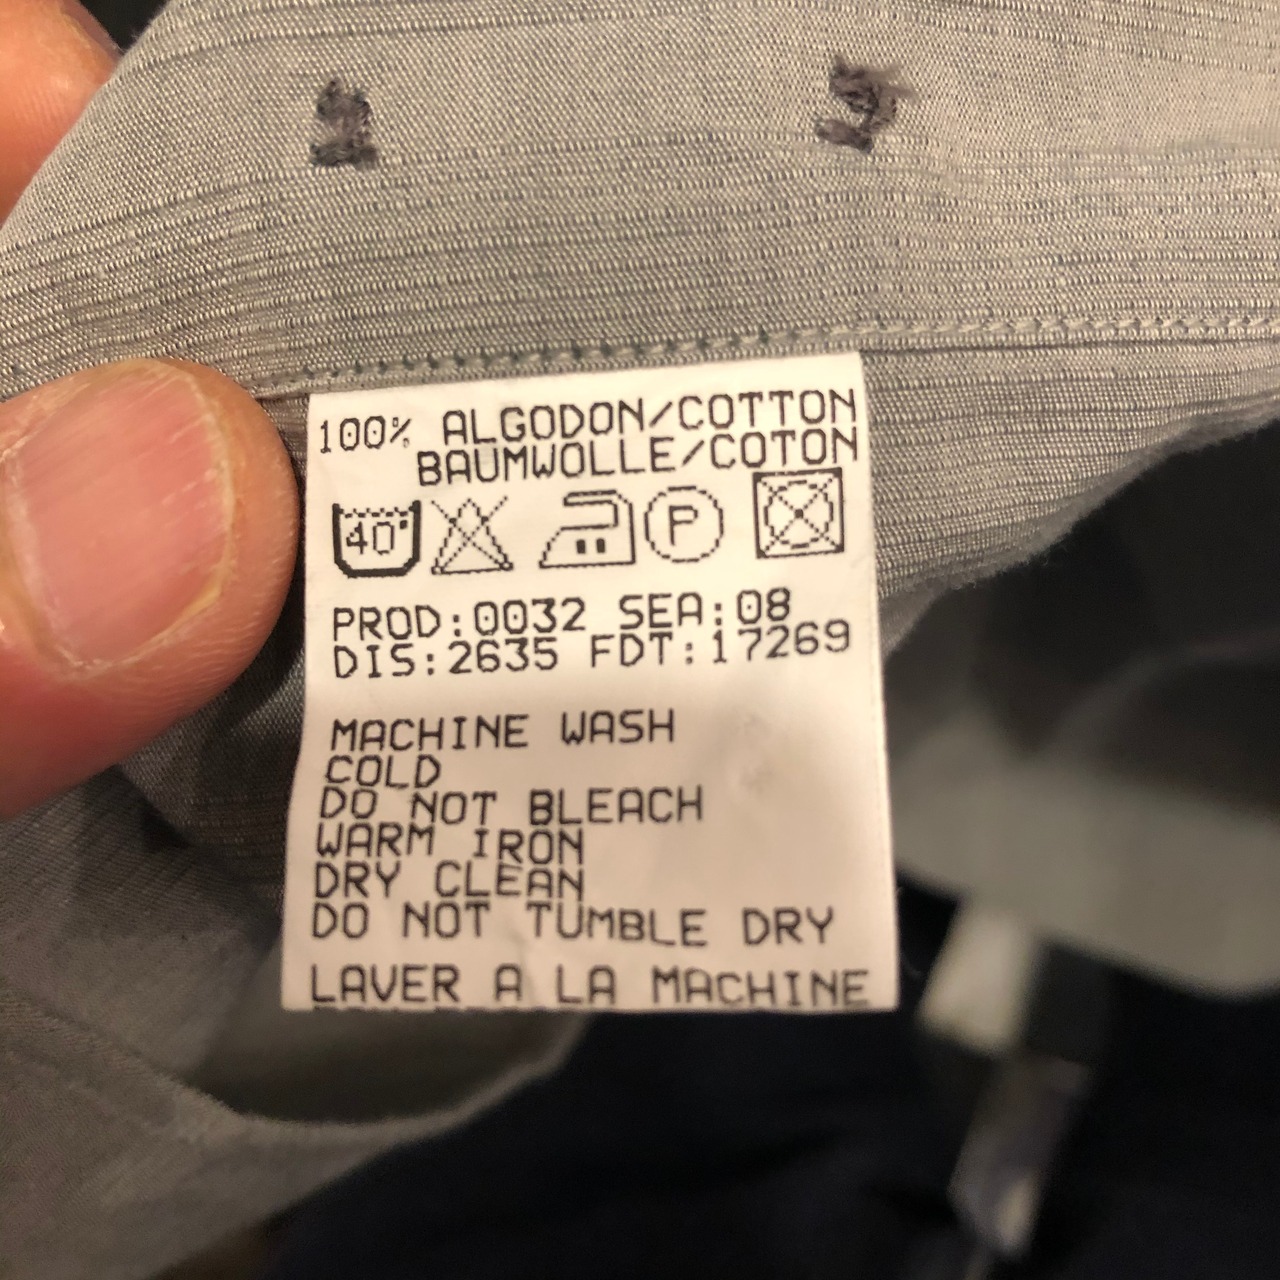 100% ALGODON/COTTON
BAUMWOLLE/COTON
40° P
PROD:0032 SEA:08
DIS:2635 FDT:17269
MACHINE WASH
COLD
DO NOT BLEACH
WARM IRON
DRY CLEAN
DO NOT TUMBLE DRY
LAVER A LA MACHINE